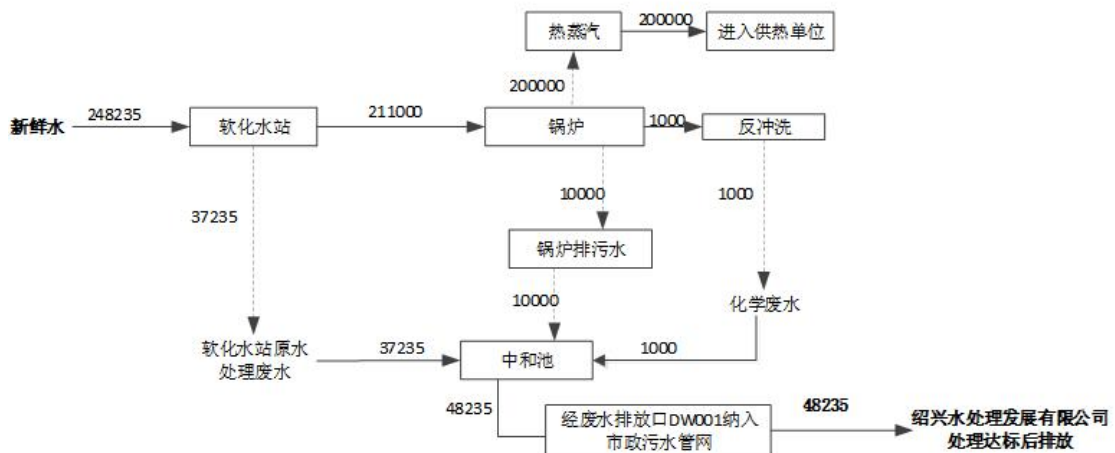 热蒸汽
200000
进入供热单位
200000
新鲜水
248235
软化水站
211000
锅炉
1000
反冲洗
37235
10000
1000
锅炉排污水
10000
化学废水
软化水站原水
处理废水
37235
中和池
1000
48235
经废水排放口DW001纳入
市政污水管网
48235
绍兴水处理发展有限公司
处理达标后排放